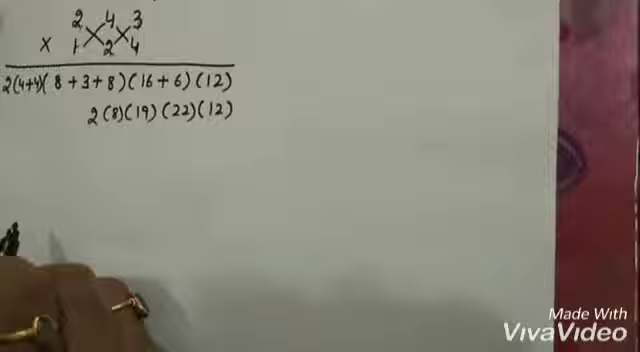 2 4 3
× 1 2 4
2(4+4)(8+3+8)(16+6)(12)
2(8)(19)(22)(12)
Made With
VivaVideo